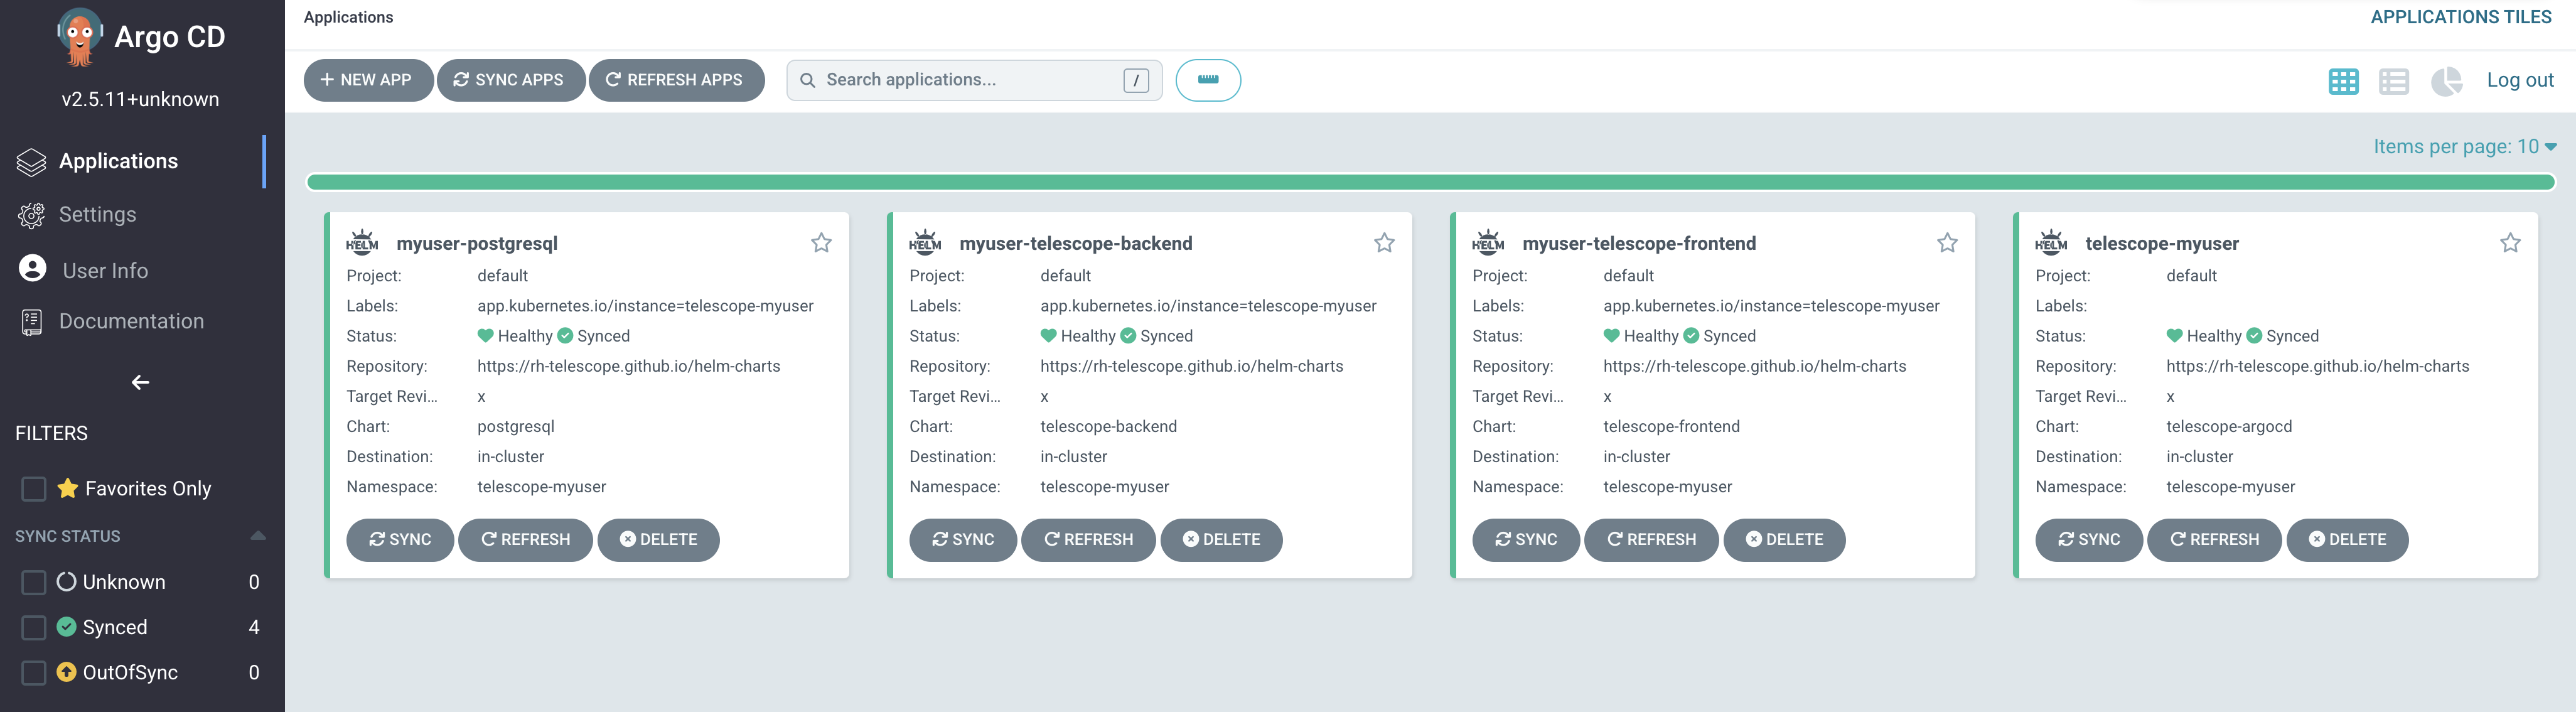 Argo CD
v2.5.11+unknown
Applications
Settings
User Info
Documentation
FILTERS
Favorites Only
SYNC STATUS
Unknown 0
Synced 4
OutOfSync 0
Applications
APPLICATIONS TILES
+ NEW APP SYNC APPS REFRESH APPS Search applications... / Log out
Items per page: 10
HELM myuser-postgresql
Project: default
Labels: app.kubernetes.io/instance=telescope-myuser
Status: Healthy Synced
Repository: https://rh-telescope.github.io/helm-charts
Target Revi... x
Chart: postgresql
Destination: in-cluster
Namespace: telescope-myuser
SYNC REFRESH DELETE
HELM myuser-telescope-backend
Project: default
Labels: app.kubernetes.io/instance=telescope-myuser
Status: Healthy Synced
Repository: https://rh-telescope.github.io/helm-charts
Target Revi... x
Chart: telescope-backend
Destination: in-cluster
Namespace: telescope-myuser
SYNC REFRESH DELETE
HELM myuser-telescope-frontend
Project: default
Labels: app.kubernetes.io/instance=telescope-myuser
Status: Healthy Synced
Repository: https://rh-telescope.github.io/helm-charts
Target Revi... x
Chart: telescope-frontend
Destination: in-cluster
Namespace: telescope-myuser
SYNC REFRESH DELETE
HELM telescope-myuser
Project: default
Labels:
Status: Healthy Synced
Repository: https://rh-telescope.github.io/helm-charts
Target Revi... x
Chart: telescope-argocd
Destination: in-cluster
Namespace: telescope-myuser
SYNC REFRESH DELETE